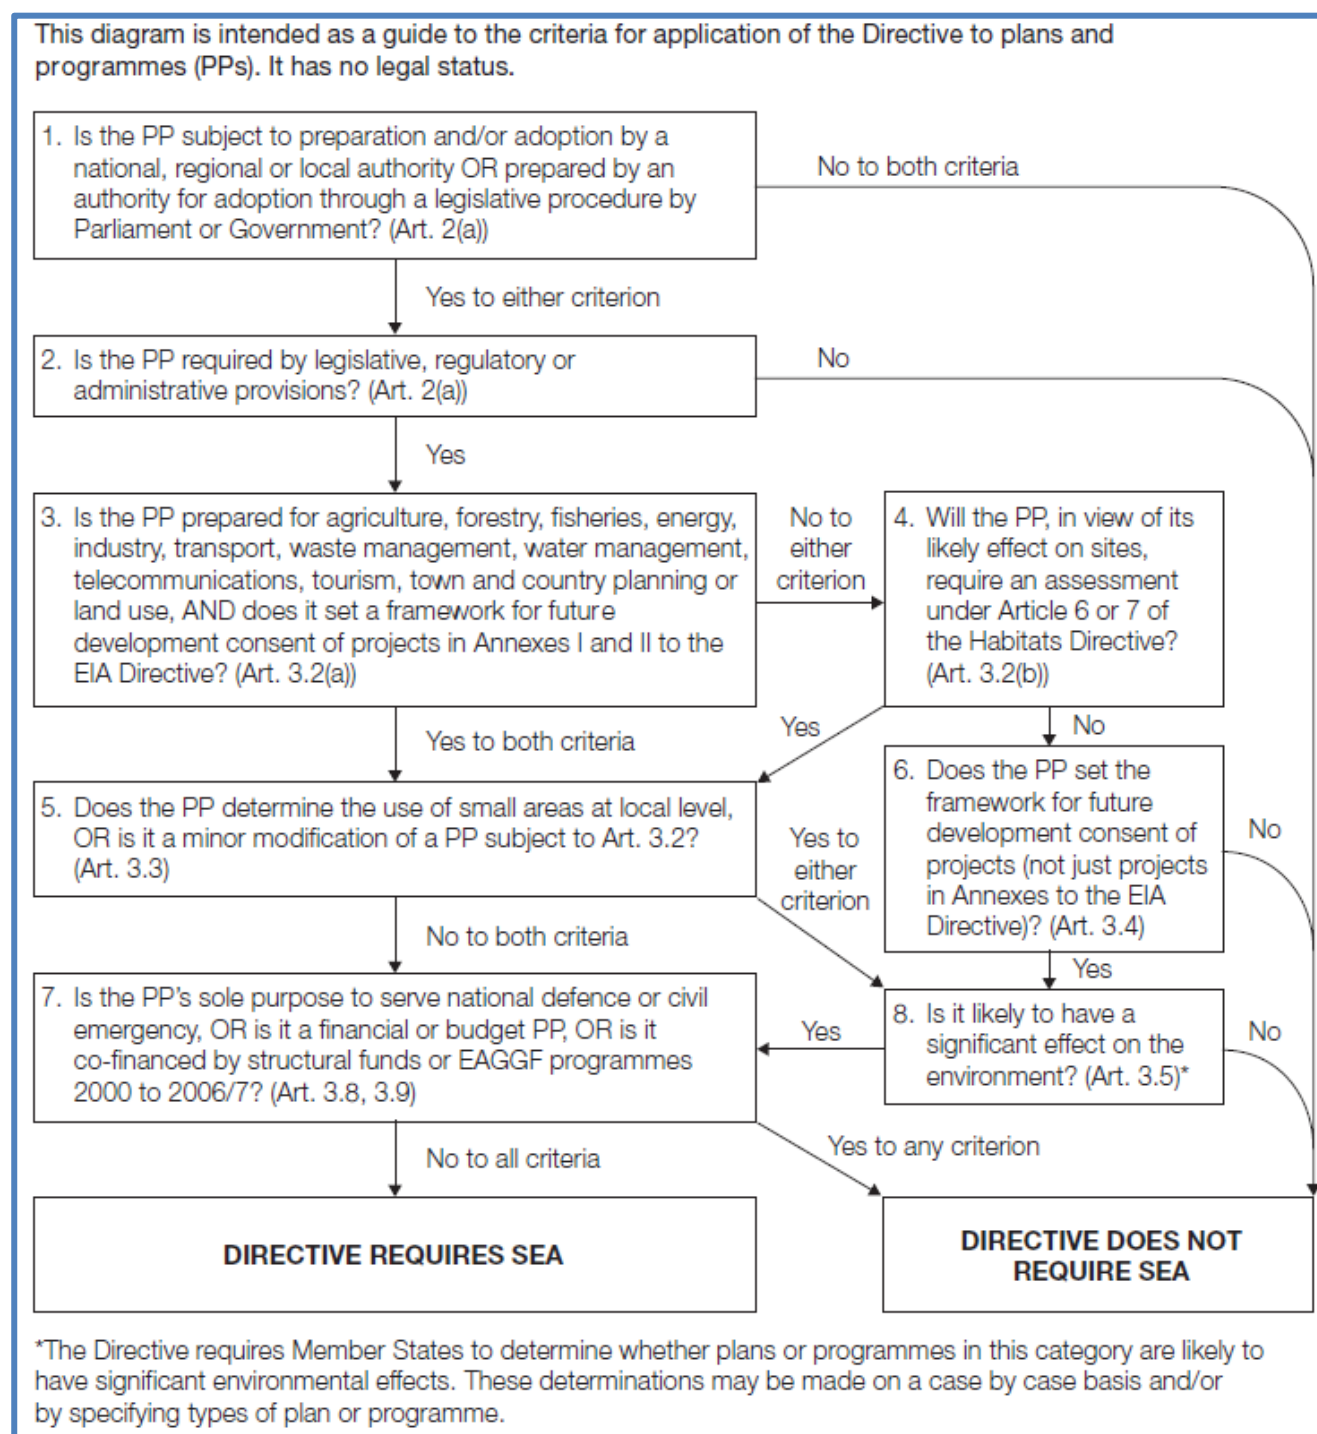 This diagram is intended as a guide to the criteria for application of the Directive to plans and
programmes (PPs). It has no legal status.
1. Is the PP subject to preparation and/or adoption by a
national, regional or local authority OR prepared by an
authority for adoption through a legislative procedure by
Parliament or Government? (Art. 2(a))
No to both criteria
Yes to either criterion
2. Is the PP required by legislative, regulatory or
administrative provisions? (Art. 2(a))
No
Yes
3. Is the PP prepared for agriculture, forestry, fisheries, energy,
industry, transport, waste management, water management,
telecommunications, tourism, town and country planning or
land use, AND does it set a framework for future
development consent of projects in Annexes I and II to the
EIA Directive? (Art. 3.2(a))
No to
either
criterion
4. Will the PP, in view of its
likely effect on sites,
require an assessment
under Article 6 or 7 of
the Habitats Directive?
(Art. 3.2(b))
Yes to both criteria
Yes
No
5. Does the PP determine the use of small areas at local level,
OR is it a minor modification of a PP subject to Art. 3.2?
(Art. 3.3)
Yes to
either
criterion
6. Does the PP set the
framework for future
development consent of
projects (not just projects
in Annexes to the EIA
Directive)? (Art. 3.4)
No
No to both criteria
Yes
7. Is the PP's sole purpose to serve national defence or civil
emergency, OR is it a financial or budget PP, OR is it
co-financed by structural funds or EAGGF programmes
2000 to 2006/7? (Art. 3.8, 3.9)
Yes
8. Is it likely to have a
significant effect on the
environment? (Art. 3.5)*
No
No to all criteria
Yes to any criterion
DIRECTIVE REQUIRES SEA
DIRECTIVE DOES NOT
REQUIRE SEA
*The Directive requires Member States to determine whether plans or programmes in this category are likely to
have significant environmental effects. These determinations may be made on a case by case basis and/or
by specifying types of plan or programme.